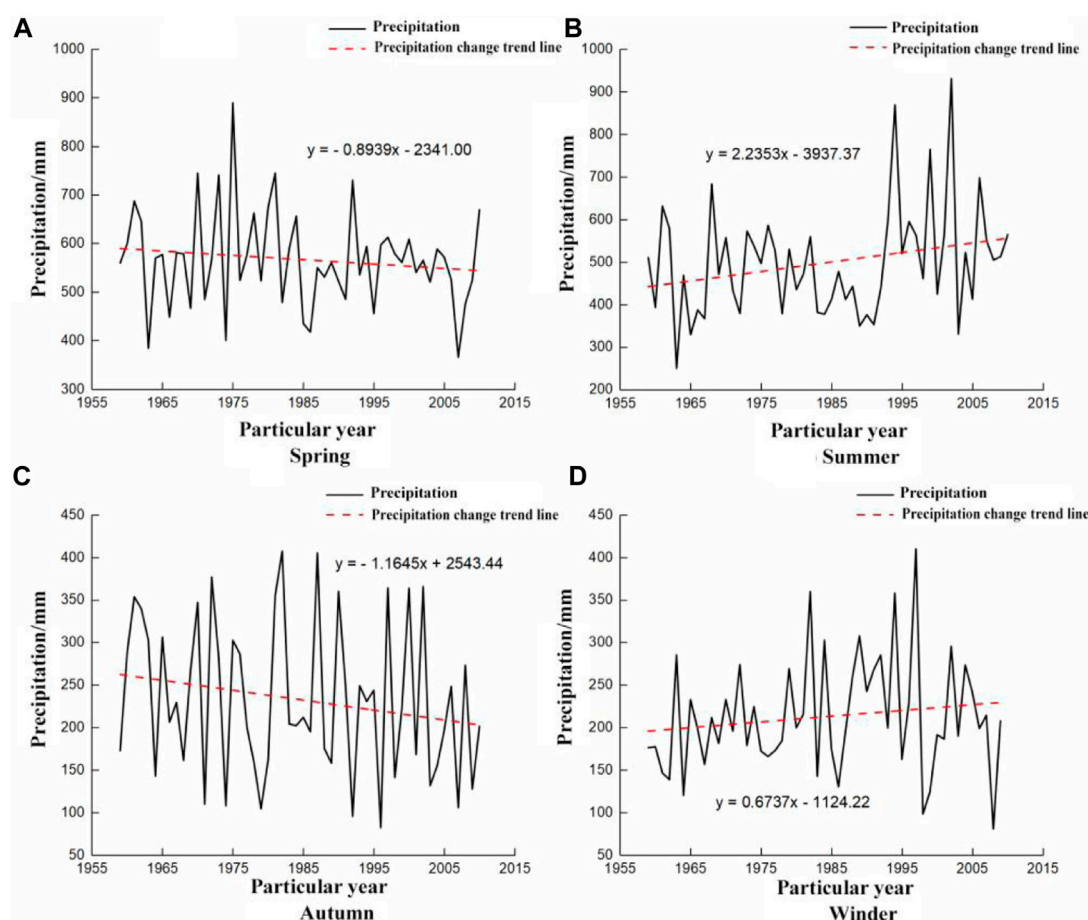 A
Precipitation
Precipitation change trend line
1000
900
800
700
600
500
400
300
Precipitation/mm
y = - 0.8939x - 2341.00
1955 1965 1975 1985 1995 2005 2015
Particular year
Spring
B
Precipitation
Precipitation change trend line
1000
900
800
700
600
500
400
300
200
Precipitation/mm
y = 2.2353x - 3937.37
1955 1965 1975 1985 1995 2005 2015
Particular year
Summer
C
Precipitation
Precipitation change trend line
450
400
350
300
250
200
150
100
50
Precipitation/mm
y = - 1.1645x + 2543.44
1955 1965 1975 1985 1995 2005 2015
Particular year
Autumn
D
Precipitation
Precipitation change trend line
450
400
350
300
250
200
150
100
50
Precipitation/mm
y = 0.6737x - 1124.22
1955 1965 1975 1985 1995 2005 2015
Particular year
Winder